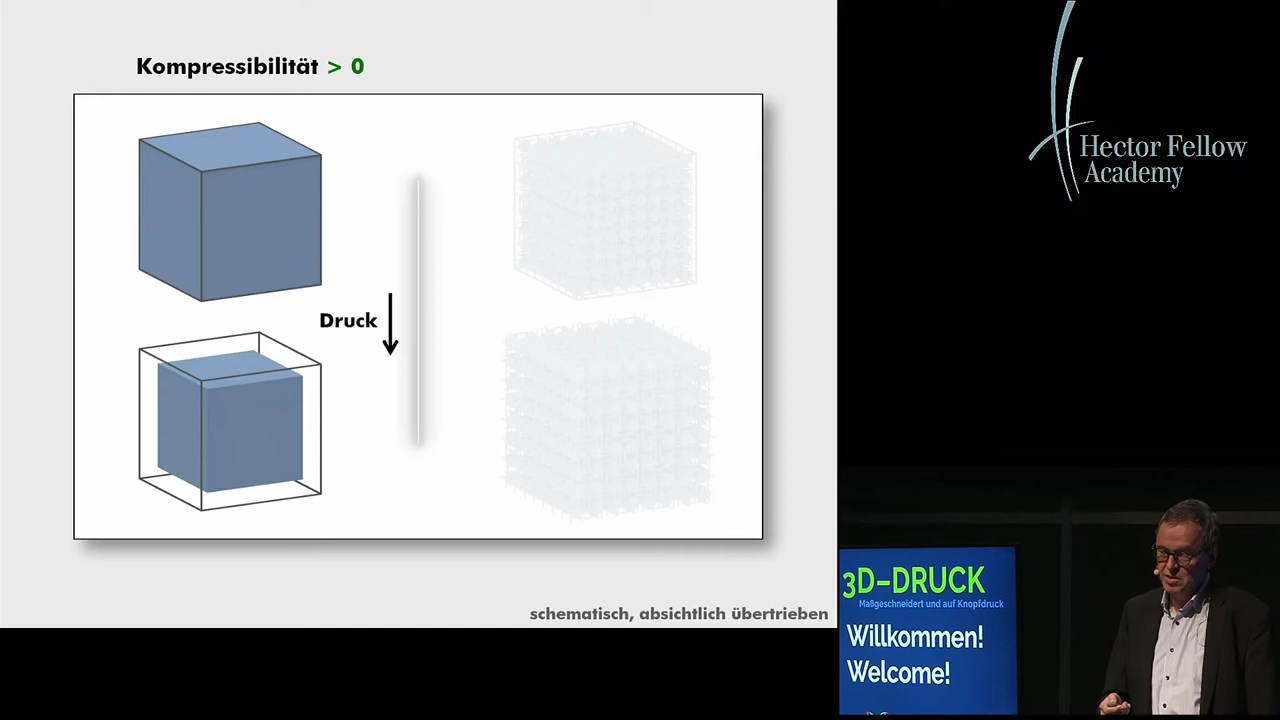 Kompressibilität > 0
Druck
schematisch, absichtlich übertrieben
Hector Fellow
Academy
3D-DRUCK
Maßgeschneidert und auf Knopfdruck
Willkommen!
Welcome!